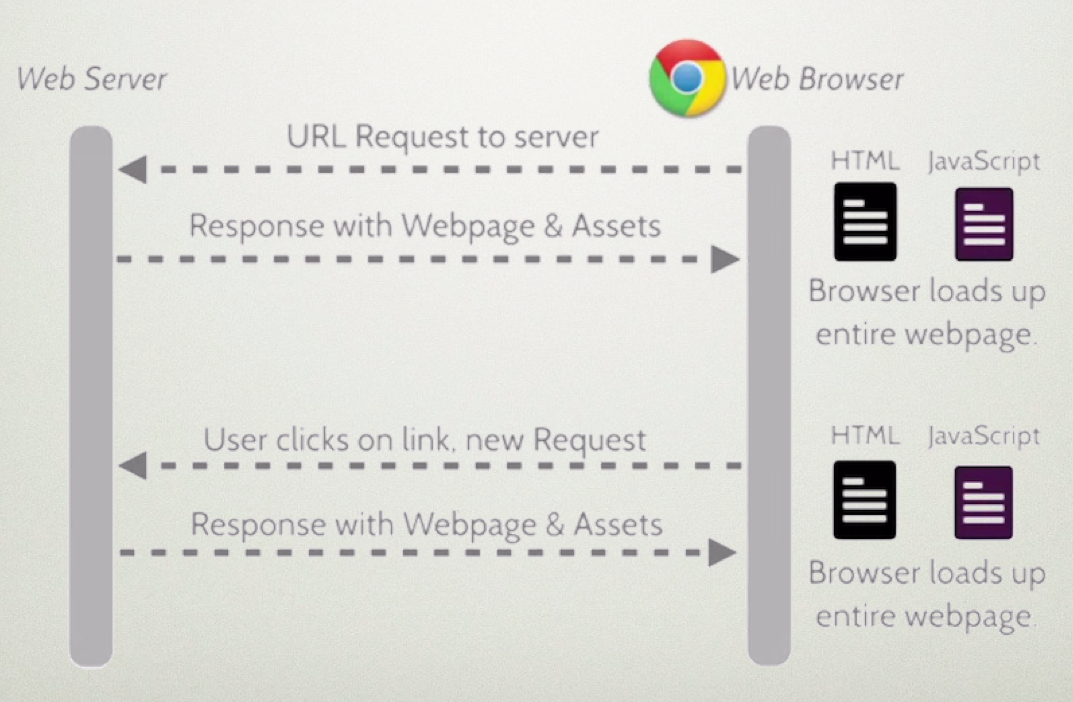 Web Server
Web Browser
URL Request to server
HTML JavaScript
Response with Webpage & Assets
Browser loads up
entire webpage.
User clicks on link, new Request
HTML JavaScript
Response with Webpage & Assets
Browser loads up
entire webpage.